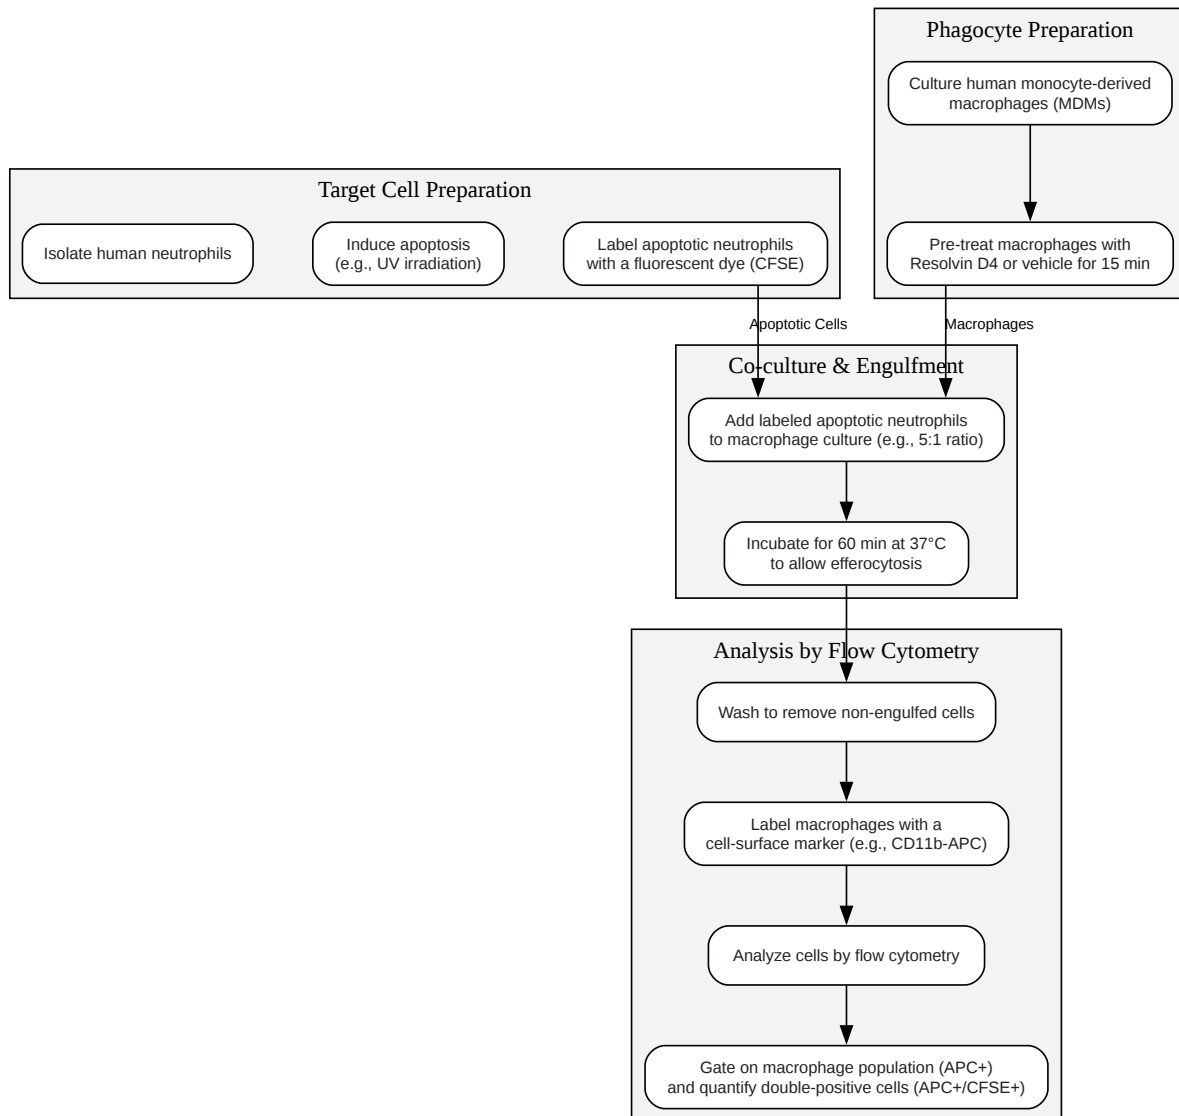 Phagocyte Preparation
Culture human monocyte-derived
macrophages (MDMs)
Target Cell Preparation
Isolate human neutrophils
Induce apoptosis
(e.g., UV irradiation)
Label apoptotic neutrophils
with a fluorescent dye (CFSE)
Pre-treat macrophages with
Resolvin D4 or vehicle for 15 min
Apoptotic Cells
Macrophages
Co-culture & Engulfment
Add labeled apoptotic neutrophils
to macrophage culture (e.g., 5:1 ratio)
Incubate for 60 min at 37°C
to allow efferocytosis
Analysis by Flow Cytometry
Wash to remove non-engulfed cells
Label macrophages with a
cell-surface marker (e.g., CD11b-APC)
Analyze cells by flow cytometry
Gate on macrophage population (APC+)
and quantify double-positive cells (APC+/CFSE+)